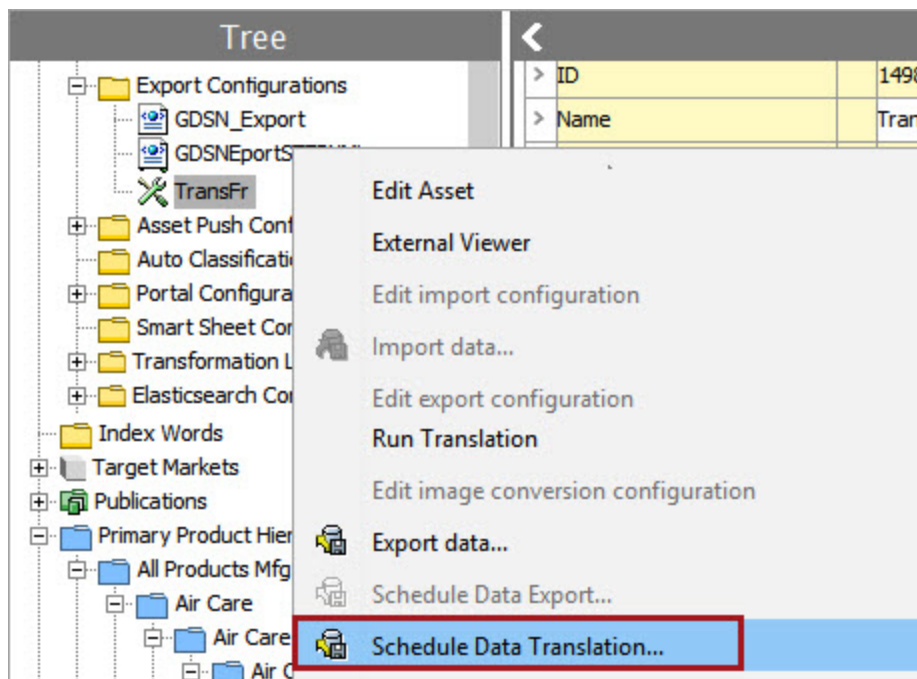 Tree
Export Configurations
GDSN_Export
TransFr
Asset Push Conf
Auto Classificati
Portal Configura
Smart Sheet Con
Transformation L
Elasticsearch Co
Index Words
Target Markets
Publications
Primary Product Hier
All Products Mfg
Air Care
Air Care
Air C
ID 1498
Name Tran
Edit Asset
External Viewer
Edit import configuration
Import data...
Edit export configuration
Run Translation
Edit image conversion configuration
Export data...
Schedule Data Export...
Schedule Data Translation...